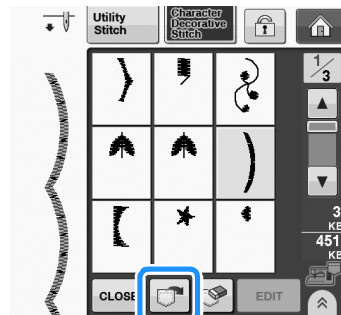 Utility
Stitch
Character
Decorative
Stitch
1/3
3
KB
451
KB
CLOSE
EDIT